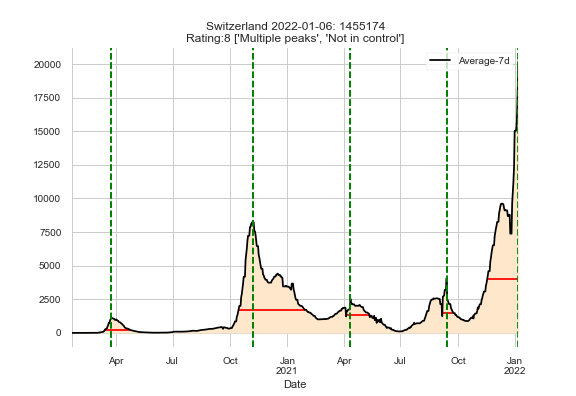 Switzerland 2022-01-06: 1455174
Rating:8 ['Multiple peaks', 'Not in control']
Average-7d
20000
17500
15000
12500
10000
7500
5000
2500
0
Apr Jul Oct Jan Apr Jul Oct Jan
2021 2022
Date